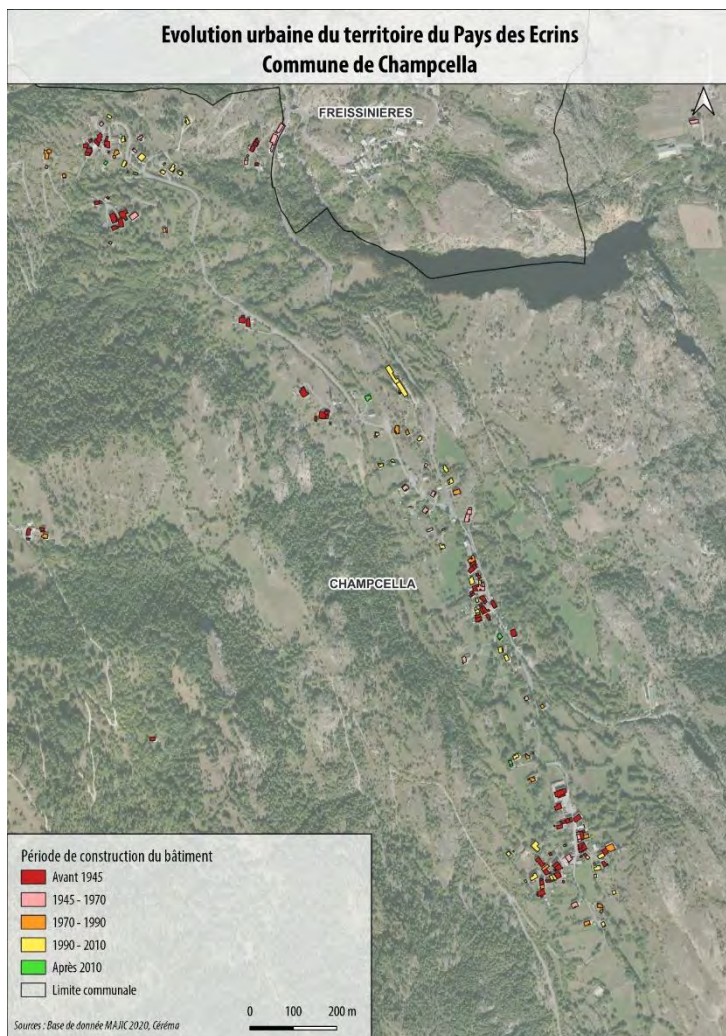 Evolution urbaine du territoire du Pays des Ecrins
Commune de Champcella
FREISSINIERES
CHAMPCELLA
Période de construction du bâtiment
Avant 1945
1945 - 1970
1970 - 1990
1990 - 2010
Après 2010
Limite communale
0 100 200 m
Sources : Base de donnée MAJIC 2020, Céréma